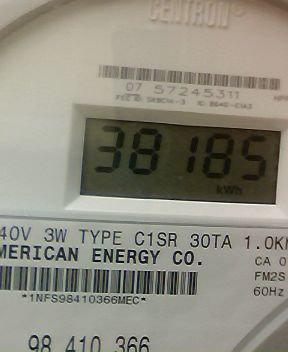 CENTRON®
07 57245311
38185
kWh
40V 3W TYPE C1SR 30TA 1.0K
MERICAN ENERGY CO.
CA 0
FM2S
60Hz
*1NFS98410366MEC*
98 410 366